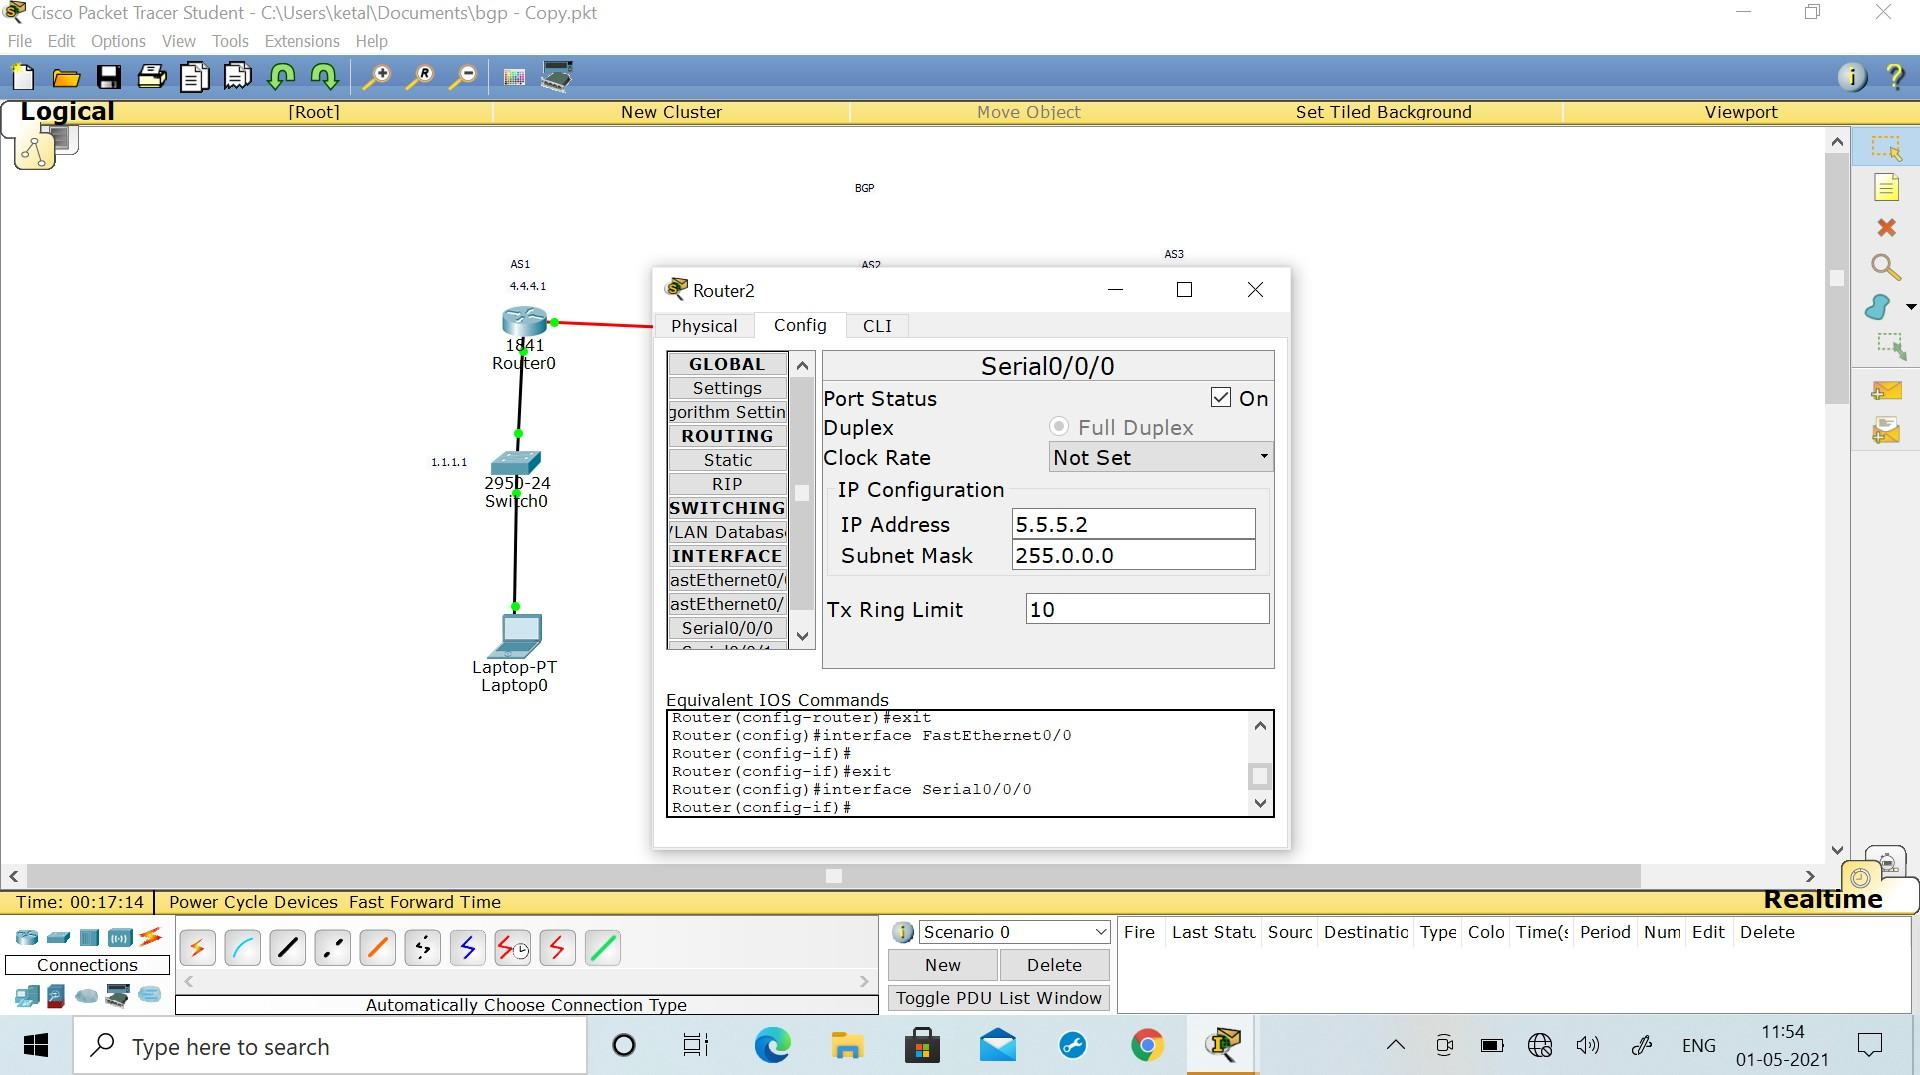 Cisco Packet Tracer Student - C:\Users\ketal\Documents\bgp - Copy.pkt
File Edit Options View Tools Extensions Help
Logical [Root] New Cluster Move Object Set Tiled Background Viewport
BGP
AS1
AS2
AS3
4.4.4.1
1841
Router0
1.1.1.1
2950-24
Switch0
Laptop-PT
Laptop0
Router2
Physical Config CLI
GLOBAL
Settings
gorithm Settin
ROUTING
Static
RIP
SWITCHING
VLAN Databas
INTERFACE
astEthernet0/
astEthernet0/
Serial0/0/0
Serial0/0/1
Serial0/0/0
Port Status On
Duplex Full Duplex
Clock Rate Not Set
IP Configuration
IP Address 5.5.5.2
Subnet Mask 255.0.0.0
Tx Ring Limit 10
Equivalent IOS Commands
Router(config-router)#exit
Router(config)#interface FastEthernet0/0
Router(config-if)#
Router(config-if)#exit
Router(config)#interface Serial0/0/0
Router(config-if)#
Time: 00:17:14 Power Cycle Devices Fast Forward Time Realtime
Connections
Automatically Choose Connection Type
Scenario 0
New Delete
Toggle PDU List Window
Fire Last Statu Sourc Destinatio Type Colo Time(s Period Num Edit Delete
Type here to search
ENG
11:54
01-05-2021